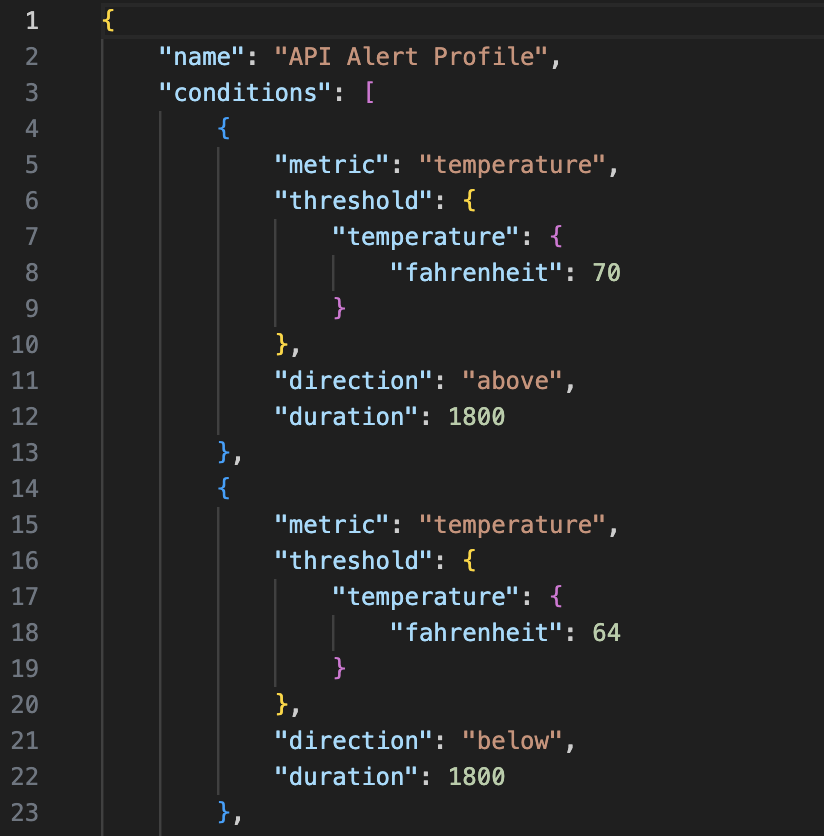 1 {
2     "name": "API Alert Profile",
3     "conditions": [
4         {
5             "metric": "temperature",
6             "threshold": {
7                 "temperature": {
8                     "fahrenheit": 70
9                 }
10             },
11             "direction": "above",
12             "duration": 1800
13         },
14         {
15             "metric": "temperature",
16             "threshold": {
17                 "temperature": {
18                     "fahrenheit": 64
19                 }
20             },
21             "direction": "below",
22             "duration": 1800
23         },